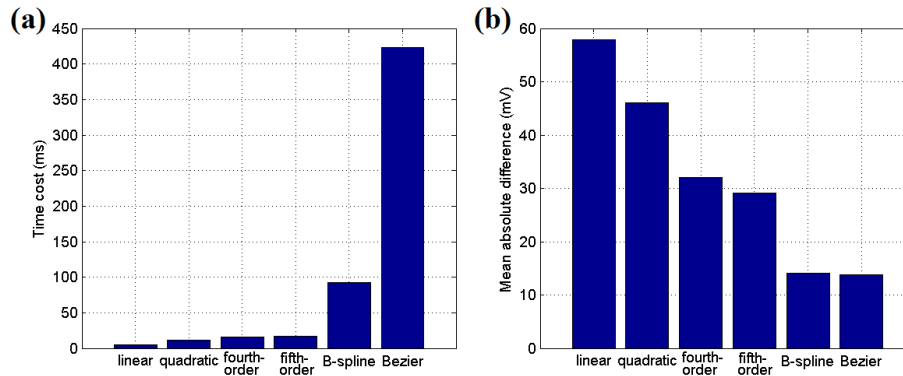 (a)
450
400
350
300
250
200
150
100
50
0
Time cost (ms)
linear quadratic fourth-order fifth-order B-spline Bezier
(b)
60
50
40
30
20
10
0
Mean absolute difference (mV)
linear quadratic fourth-order fifth-order B-spline Bezier